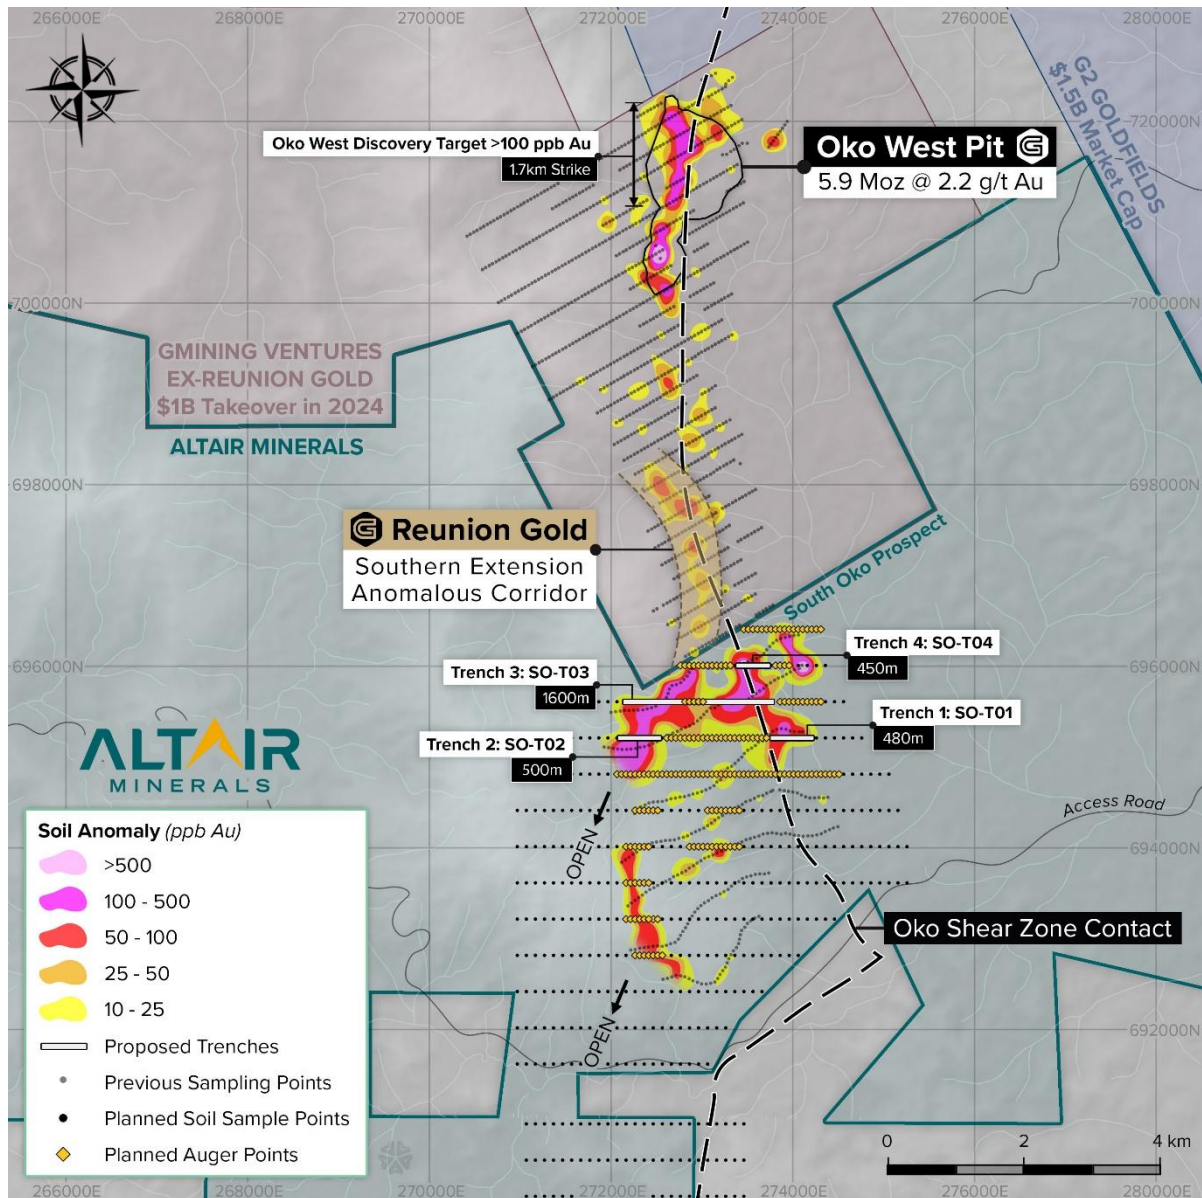 266000E
268000E
270000E
272000E
274000E
276000E
280000E
G2 GOLDFIELDS
$1.5B Market Cap
720000N
720000N
Oko West Discovery Target >100 ppb Au
1.7km Strike
Oko West Pit
5.9 Moz @ 2.2 g/t Au
700000N
700000N
GMINING VENTURES
EX-REUNION GOLD
$1B Takeover in 2024
ALTAIR MINERALS
698000N
698000N
Reunion Gold
Southern Extension
Anomalous Corridor
South Oko Prospect
Trench 4: SO-T04
450m
696000N
696000N
Trench 3: SO-T03
1600m
Trench 1: SO-T01
480m
Trench 2: SO-T02
500m
ALTAIR
MINERALS
Access Road
OPEN
694000N
Oko Shear Zone Contact
OPEN
692000N
Soil Anomaly (ppb Au)
>500
100 - 500
50 - 100
25 - 50
10 - 25
Proposed Trenches
Previous Sampling Points
Planned Soil Sample Points
Planned Auger Points
0 2 4 km
266000E
268000E
270000E
272000E
274000E
276000E
280000E